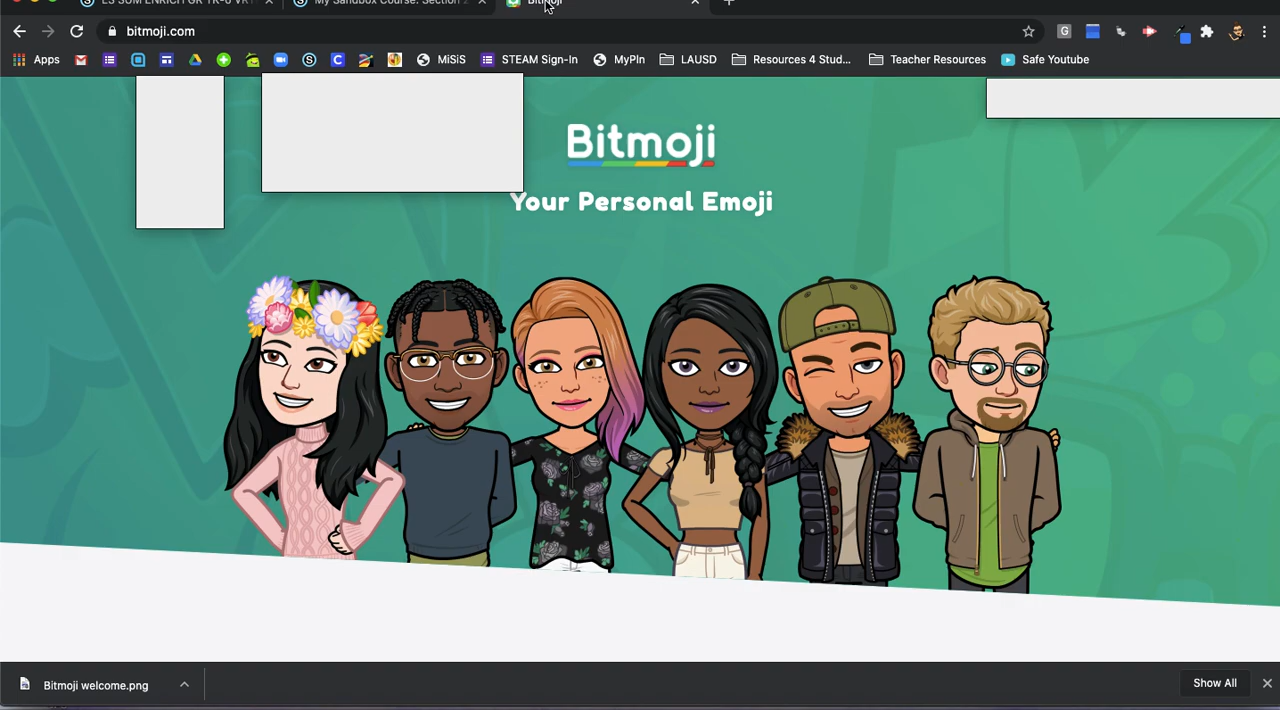 My Sandbox Course: Section 2
Bitmoji
bitmoji.com
G
Apps
S
C
MiSiS
STEAM Sign-In
MyPln
LAUSD
Resources 4 Stud...
Teacher Resources
Safe Youtube
Bitmoji
Your Personal Emoji
Bitmoji welcome.png
Show All